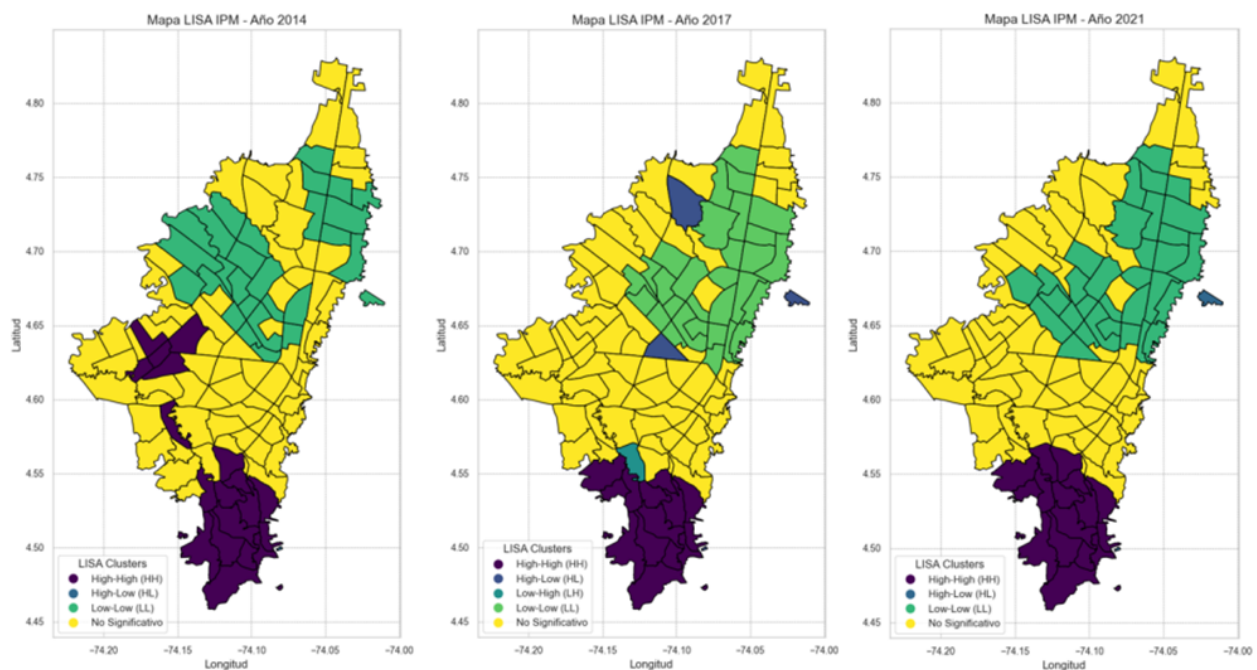 Mapa LISA IPM - Año 2014
Latitud
4.80
4.75
4.70
4.65
4.60
4.55
4.50
4.45
LISA Clusters
High-High (HH)
High-Low (HL)
Low-Low (LL)
No Significativo
−74.20 −74.15 −74.10 −74.05 −74.00
Longitud
Mapa LISA IPM - Año 2017
Latitud
4.80
4.75
4.70
4.65
4.60
4.55
4.50
4.45
LISA Clusters
High-High (HH)
High-Low (HL)
Low-High (LH)
Low-Low (LL)
No Significativo
−74.20 −74.15 −74.10 −74.05 −74.00
Longitud
Mapa LISA IPM - Año 2021
Latitud
4.80
4.75
4.70
4.65
4.60
4.55
4.50
4.45
LISA Clusters
High-High (HH)
High-Low (HL)
Low-Low (LL)
No Significativo
−74.20 −74.15 −74.10 −74.05 −74.00
Longitud